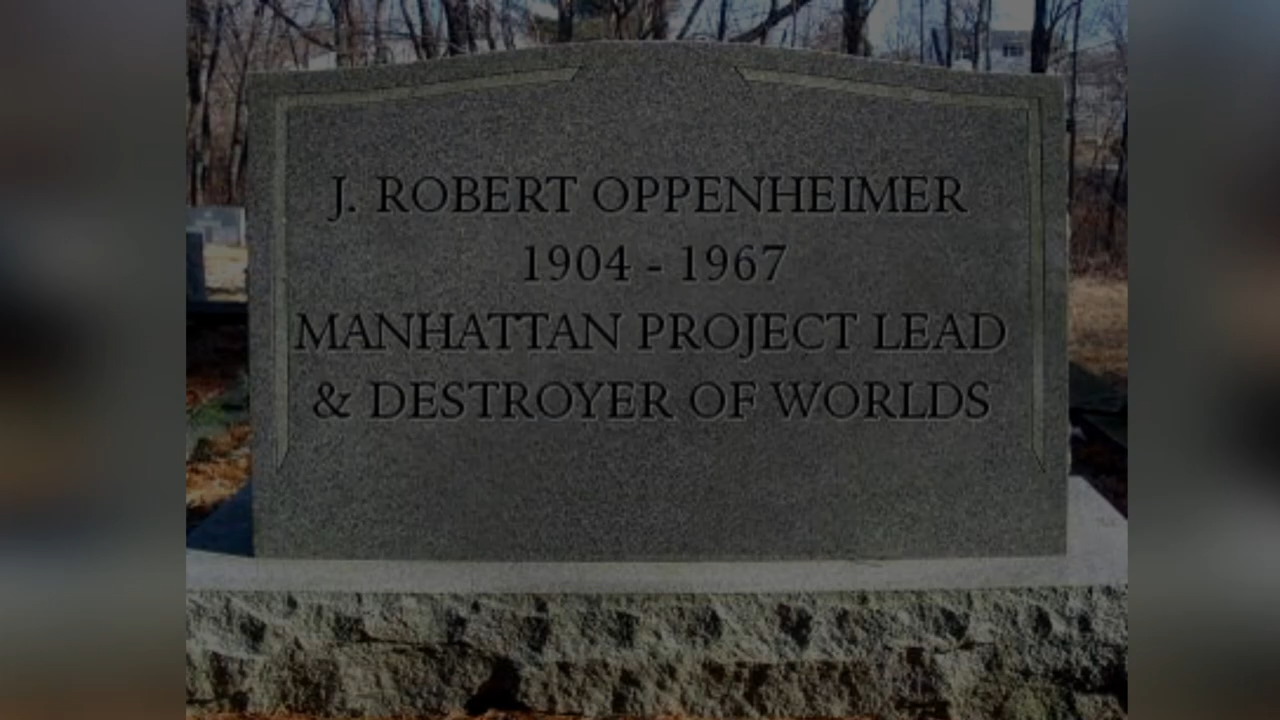 J. ROBERT OPPENHEIMER
1904 - 1967
MANHATTAN PROJECT LEAD
& DESTROYER OF WORLDS